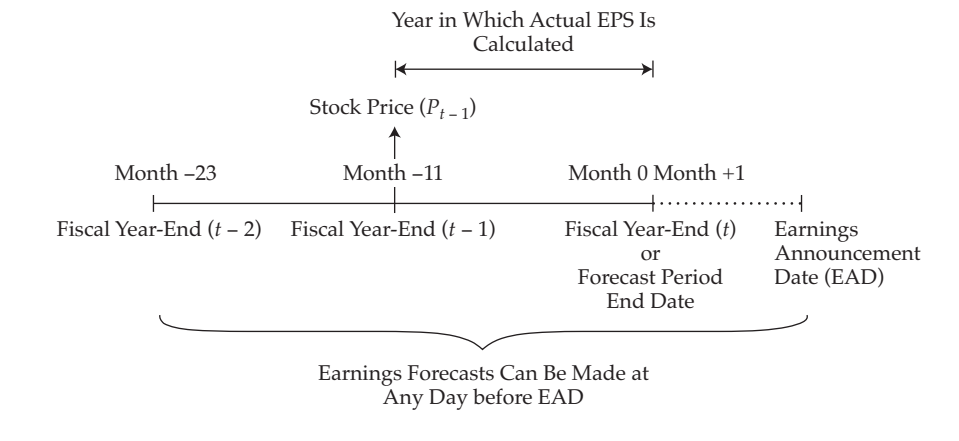 Year in Which Actual EPS Is
Calculated
Stock Price (P_{t – 1})
Month –23 Month –11 Month 0 Month +1
Fiscal Year-End (t – 2) Fiscal Year-End (t – 1) Fiscal Year-End (t) Earnings
or Announcement
Forecast Period Date (EAD)
End Date
Earnings Forecasts Can Be Made at
Any Day before EAD